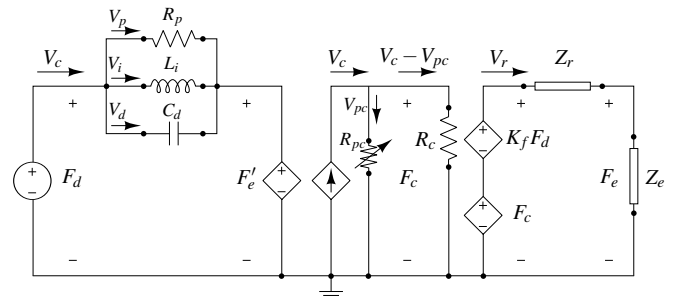 V_p
R_p
V_c
V_i
L_i
V_c
V_c − V_pc
V_r
Z_r
+
V_d
C_d
+
V_pc
+
+
+
R_pc
R_c
+
−
K_f F_d
+
−
F_d
F_e′
+
−
F_c
F_e
Z_e
+
−
F_c
−
−
−
−
−